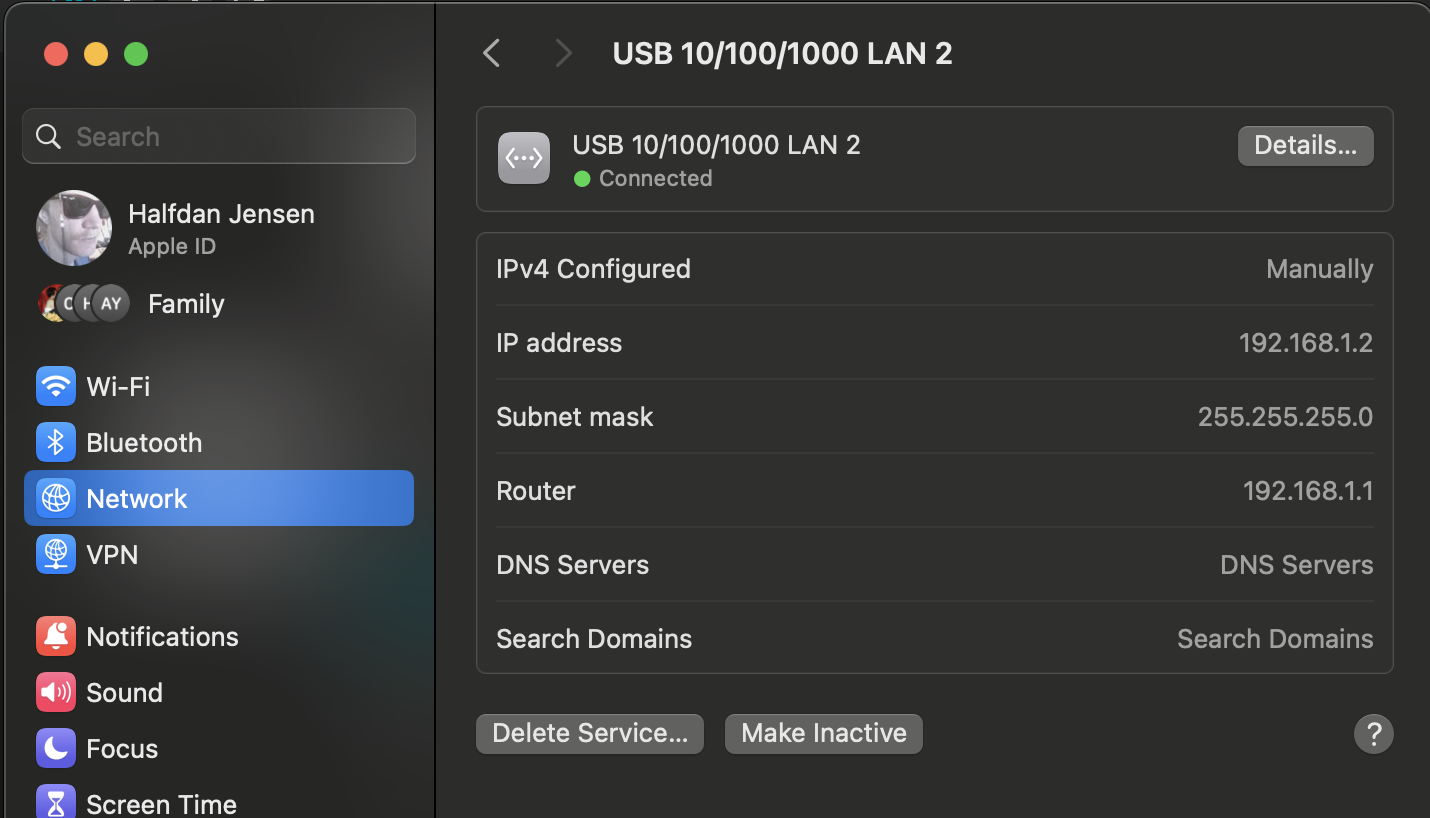 USB 10/100/1000 LAN 2
Search
USB 10/100/1000 LAN 2
Connected
Details...
Halfdan Jensen
Apple ID
AY
Family
IPv4 Configured
Manually
IP address
192.168.1.2
Wi-Fi
Subnet mask
255.255.255.0
Bluetooth
Router
192.168.1.1
Network
VPN
DNS Servers
DNS Servers
Notifications
Search Domains
Search Domains
Sound
Delete Service...
Make Inactive
?
Focus
Screen Time